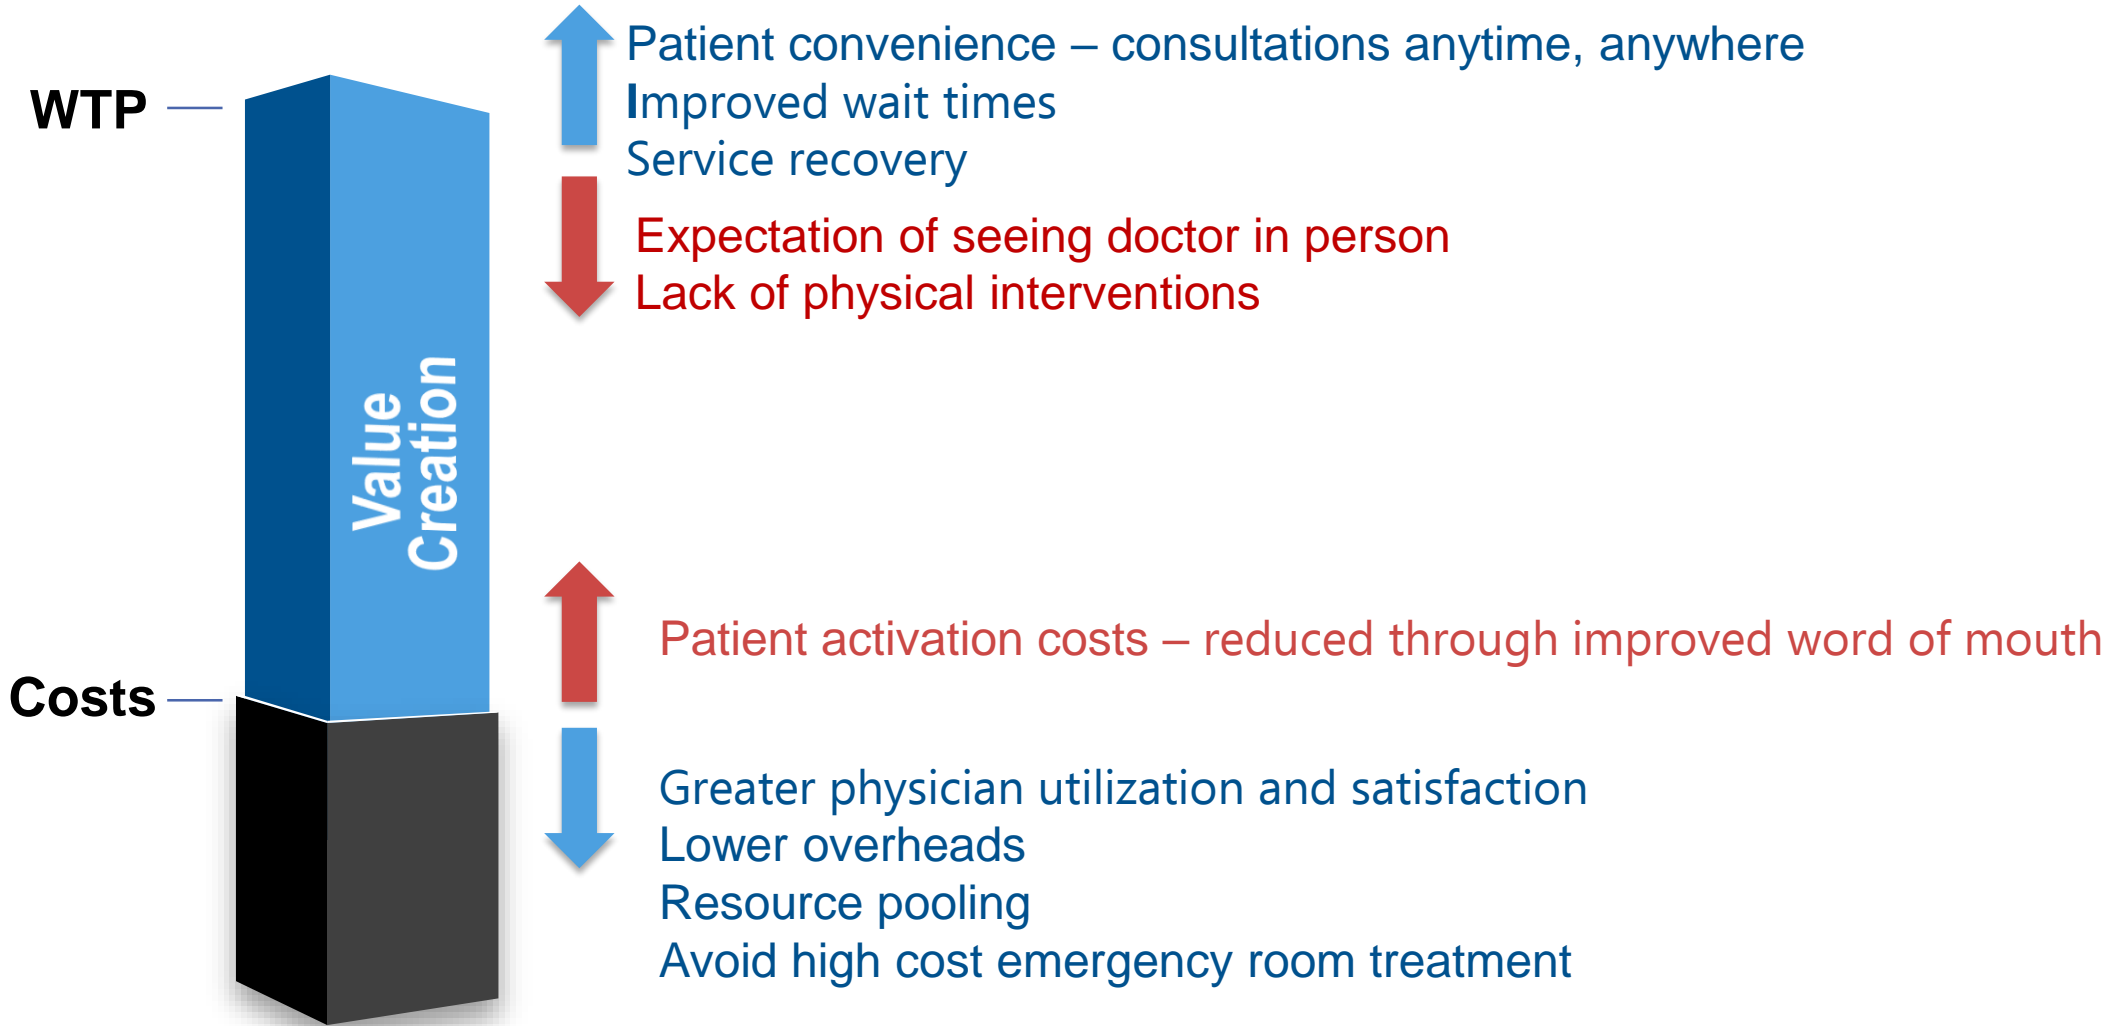 WTP
Patient convenience – consultations anytime, anywhere
Improved wait times
Service recovery
Expectation of seeing doctor in person
Lack of physical interventions
Value
Creation
Patient activation costs – reduced through improved word of mouth
Costs
Greater physician utilization and satisfaction
Lower overheads
Resource pooling
Avoid high cost emergency room treatment